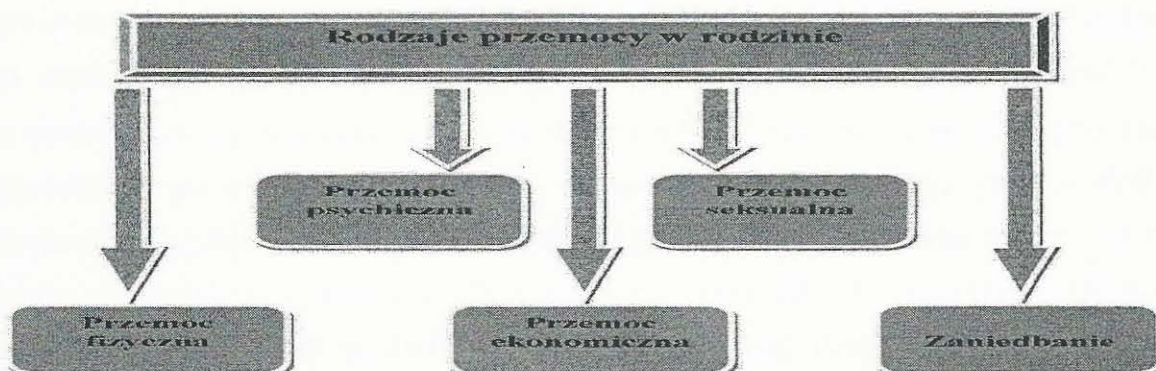 Rodzaje przemocy w rodzinie
Przemoc
psychiczna
Przemoc
seksualna
Przemoc
fizyczna
Przemoc
ekonomiczna
Zaniedbanie